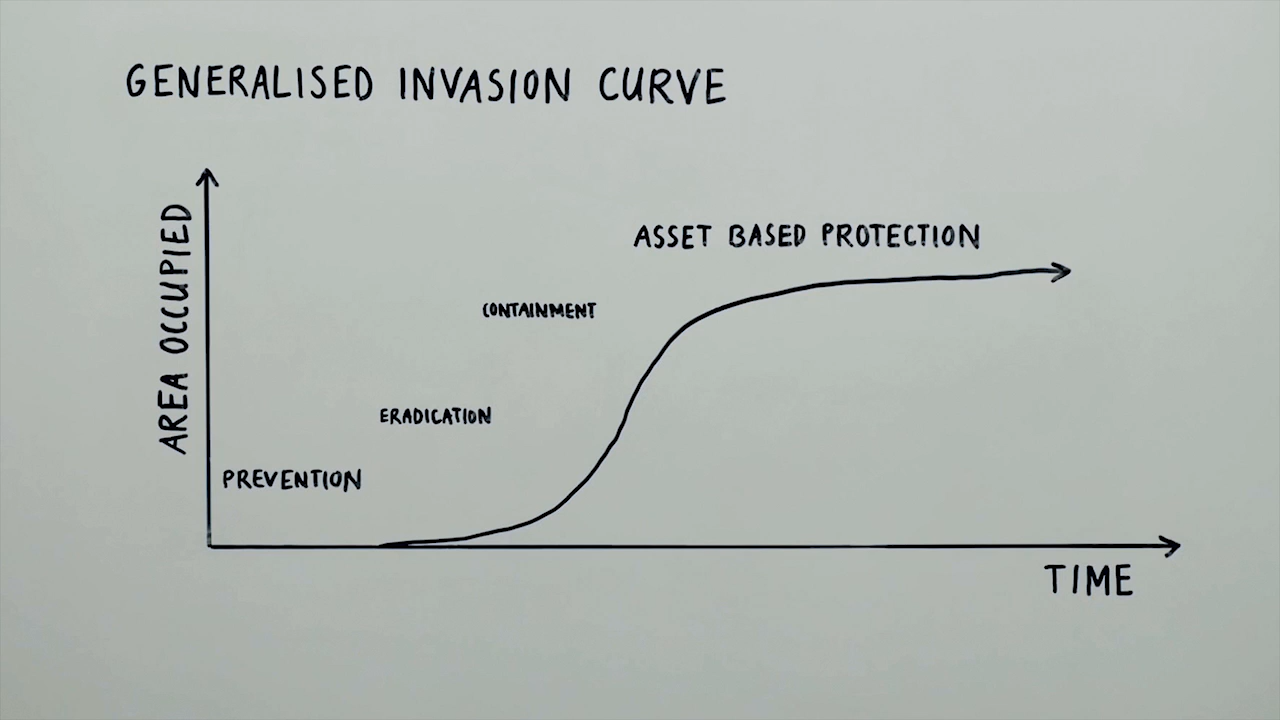 GENERALISED INVASION CURVE
AREA OCCUPIED
ASSET BASED PROTECTION
CONTAINMENT
ERADICATION
PREVENTION
TIME